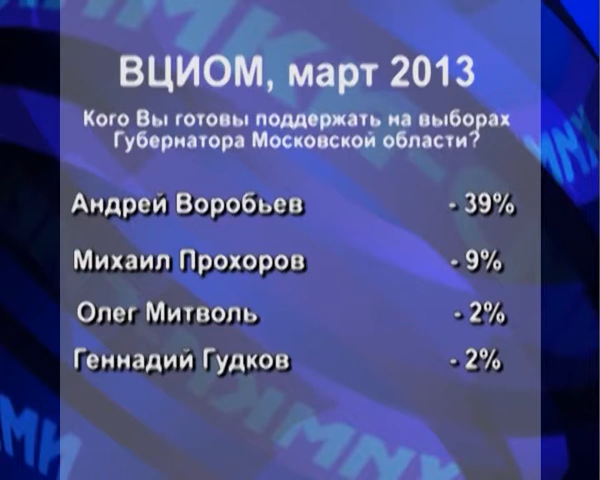 ВЦИОМ, март 2013
Кого Вы готовы поддержать на выборах
Губернатора Московской области?
Андрей Воробьев - 39%
Михаил Прохоров - 9%
Олег Митволь - 2%
Геннадий Гудков - 2%